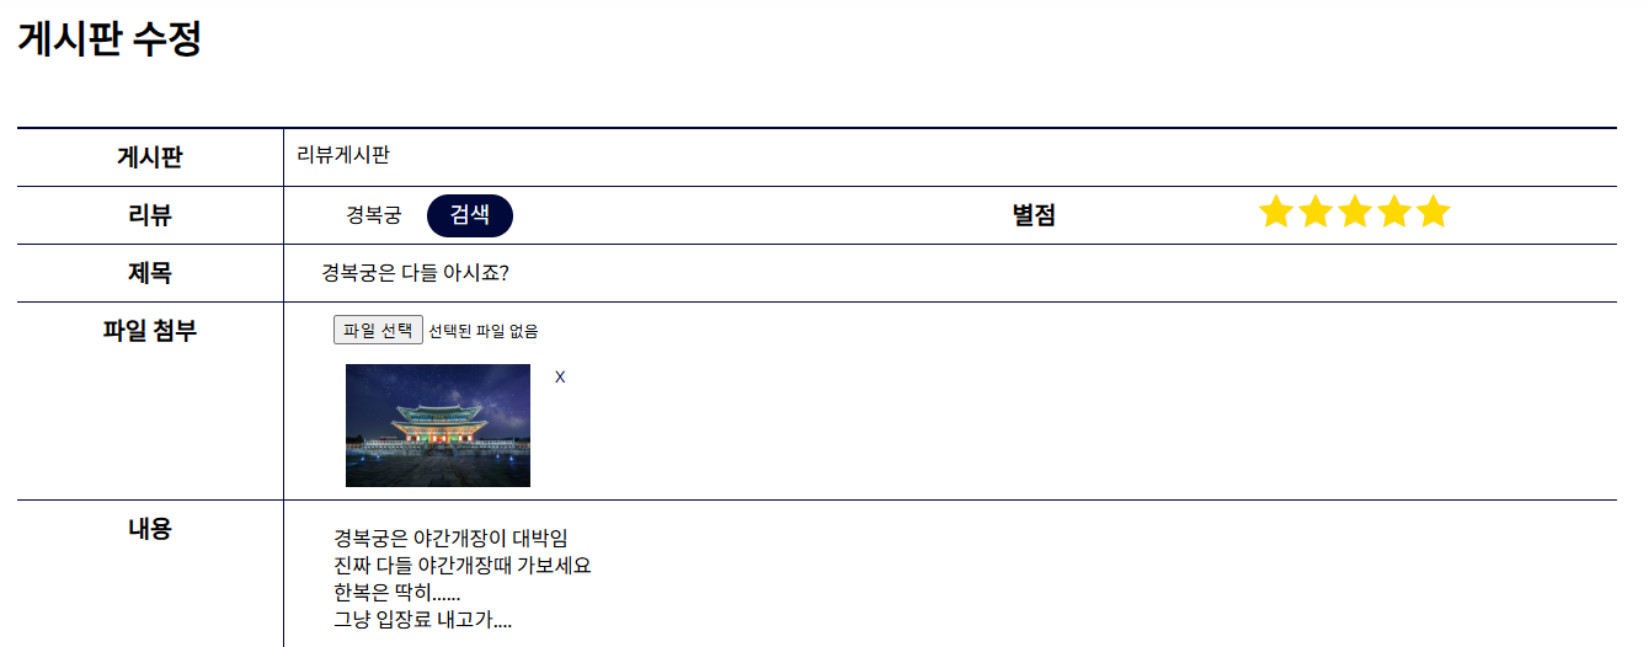 게시판 수정
게시판 리뷰게시판
리뷰 경복궁 검색 별점
제목 경복궁은 다들 아시죠?
파일 첨부 파일 선택 선택된 파일 없음
X
내용
경복궁은 야간개장이 대박임
진짜 다들 야간개장때 가보세요
한복은 딱히......
그냥 입장료 내고가....